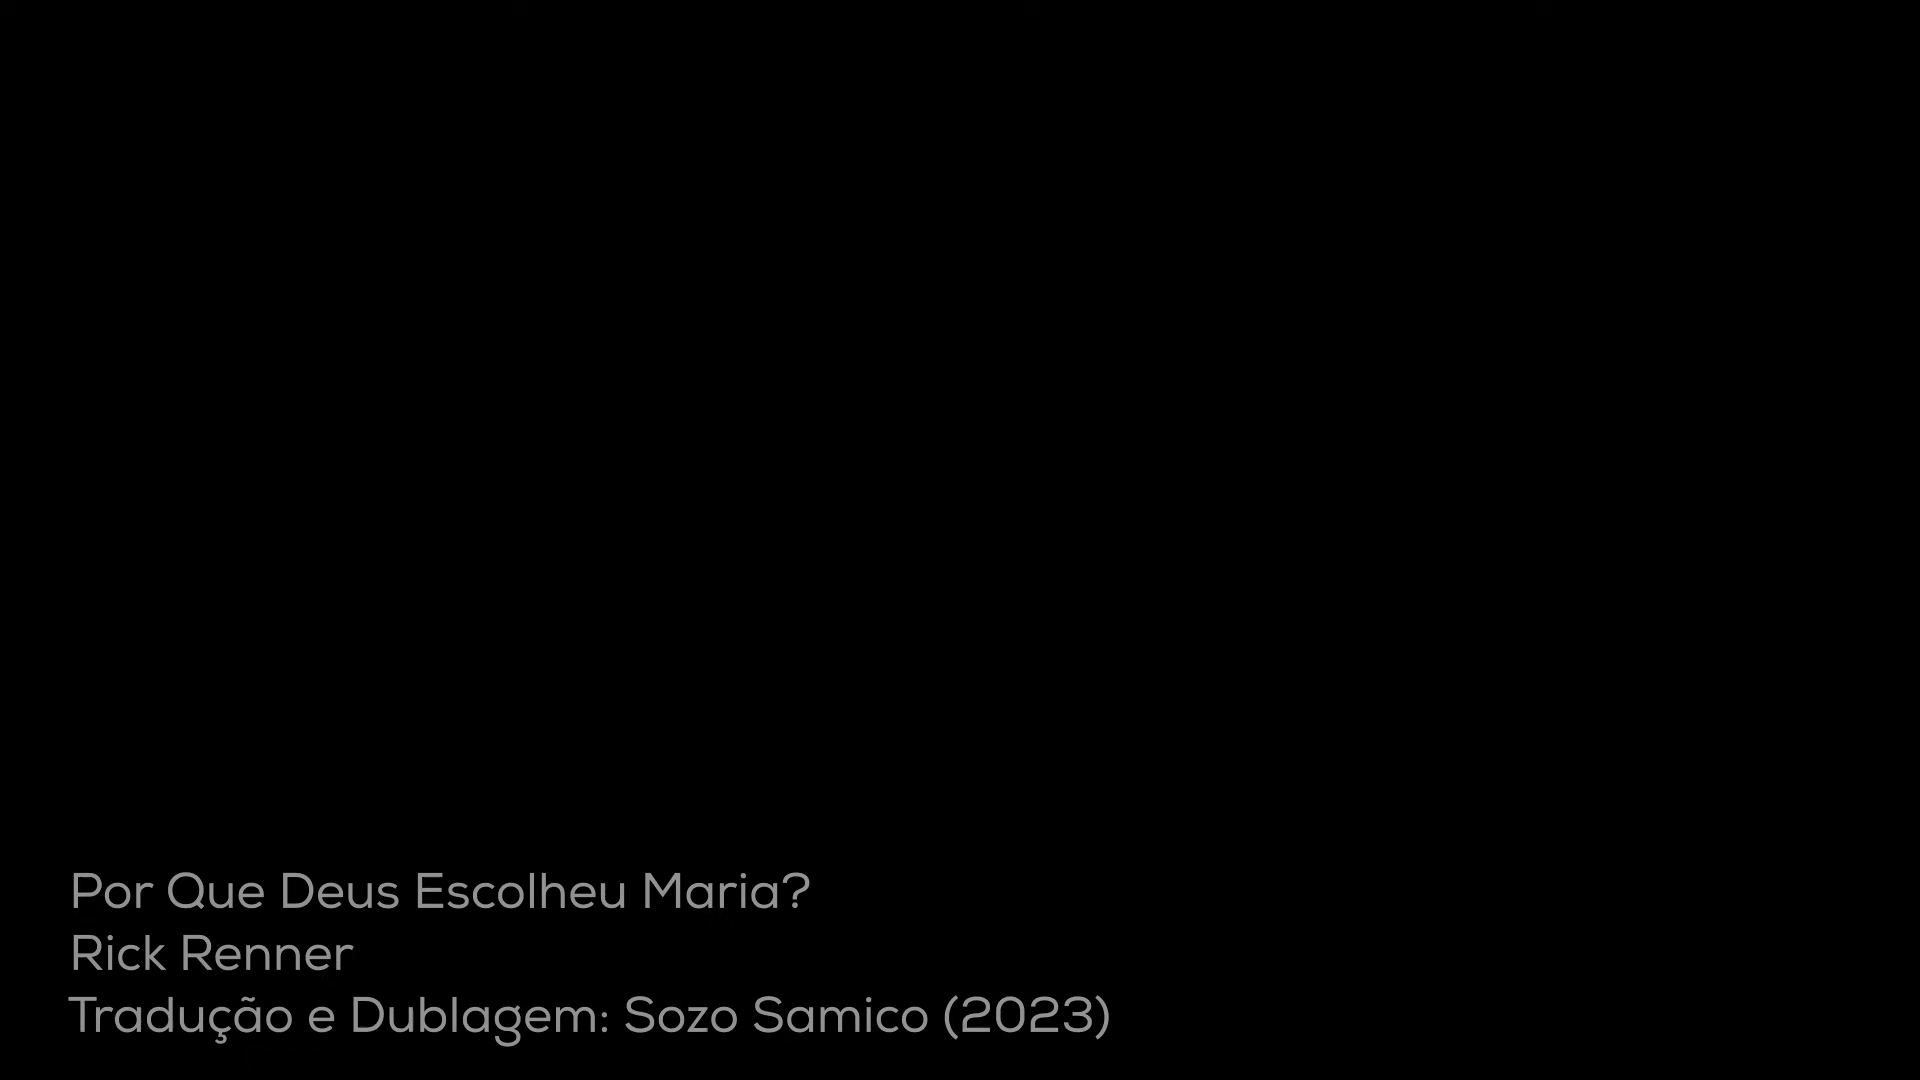 Por Que Deus Escolheu Maria?
Rick Renner
Tradução e Dublagem: Sozo Samico (2023)